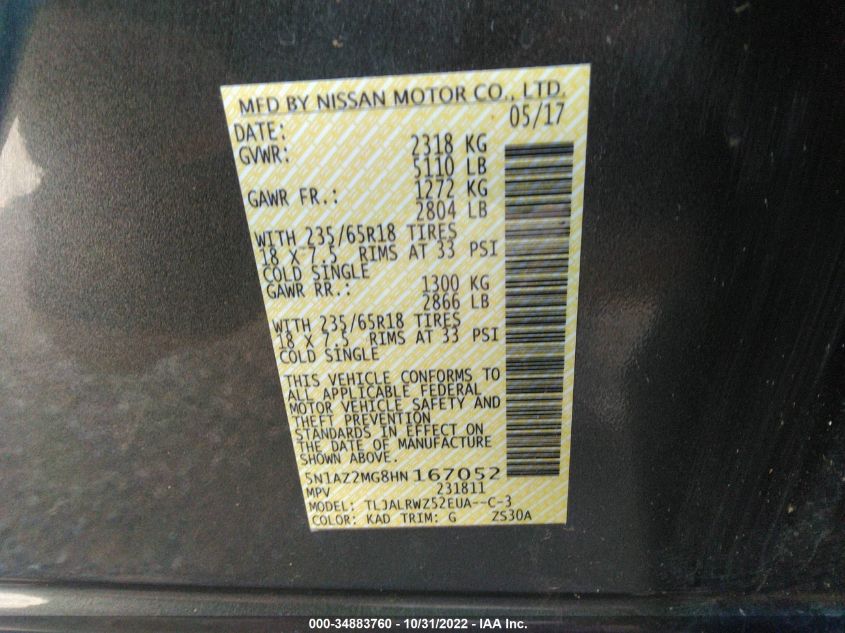 MFD BY NISSAN MOTOR CO., LTD.
DATE: 05/17
GVWR: 2318 KG
5110 LB
GAWR FR.: 1272 KG
2804 LB
WITH 235/65R18 TIRES
18 X 7.5 RIMS AT 33 PSI
COLD SINGLE
GAWR RR.: 1300 KG
2866 LB
WITH 235/65R18 TIRES
18 X 7.5 RIMS AT 33 PSI
COLD SINGLE
THIS VEHICLE CONFORMS TO
ALL APPLICABLE FEDERAL
MOTOR VEHICLE SAFETY AND
THEFT PREVENTION
STANDARDS IN EFFECT ON
THE DATE OF MANUFACTURE
SHOWN ABOVE.
5N1AZ2MG8HN167052
MPV 231811
MODEL: TLJALRWZ52EUA--C-3
COLOR: KAD TRIM: G ZS30A
000-34883760 - 10/31/2022 - IAA Inc.